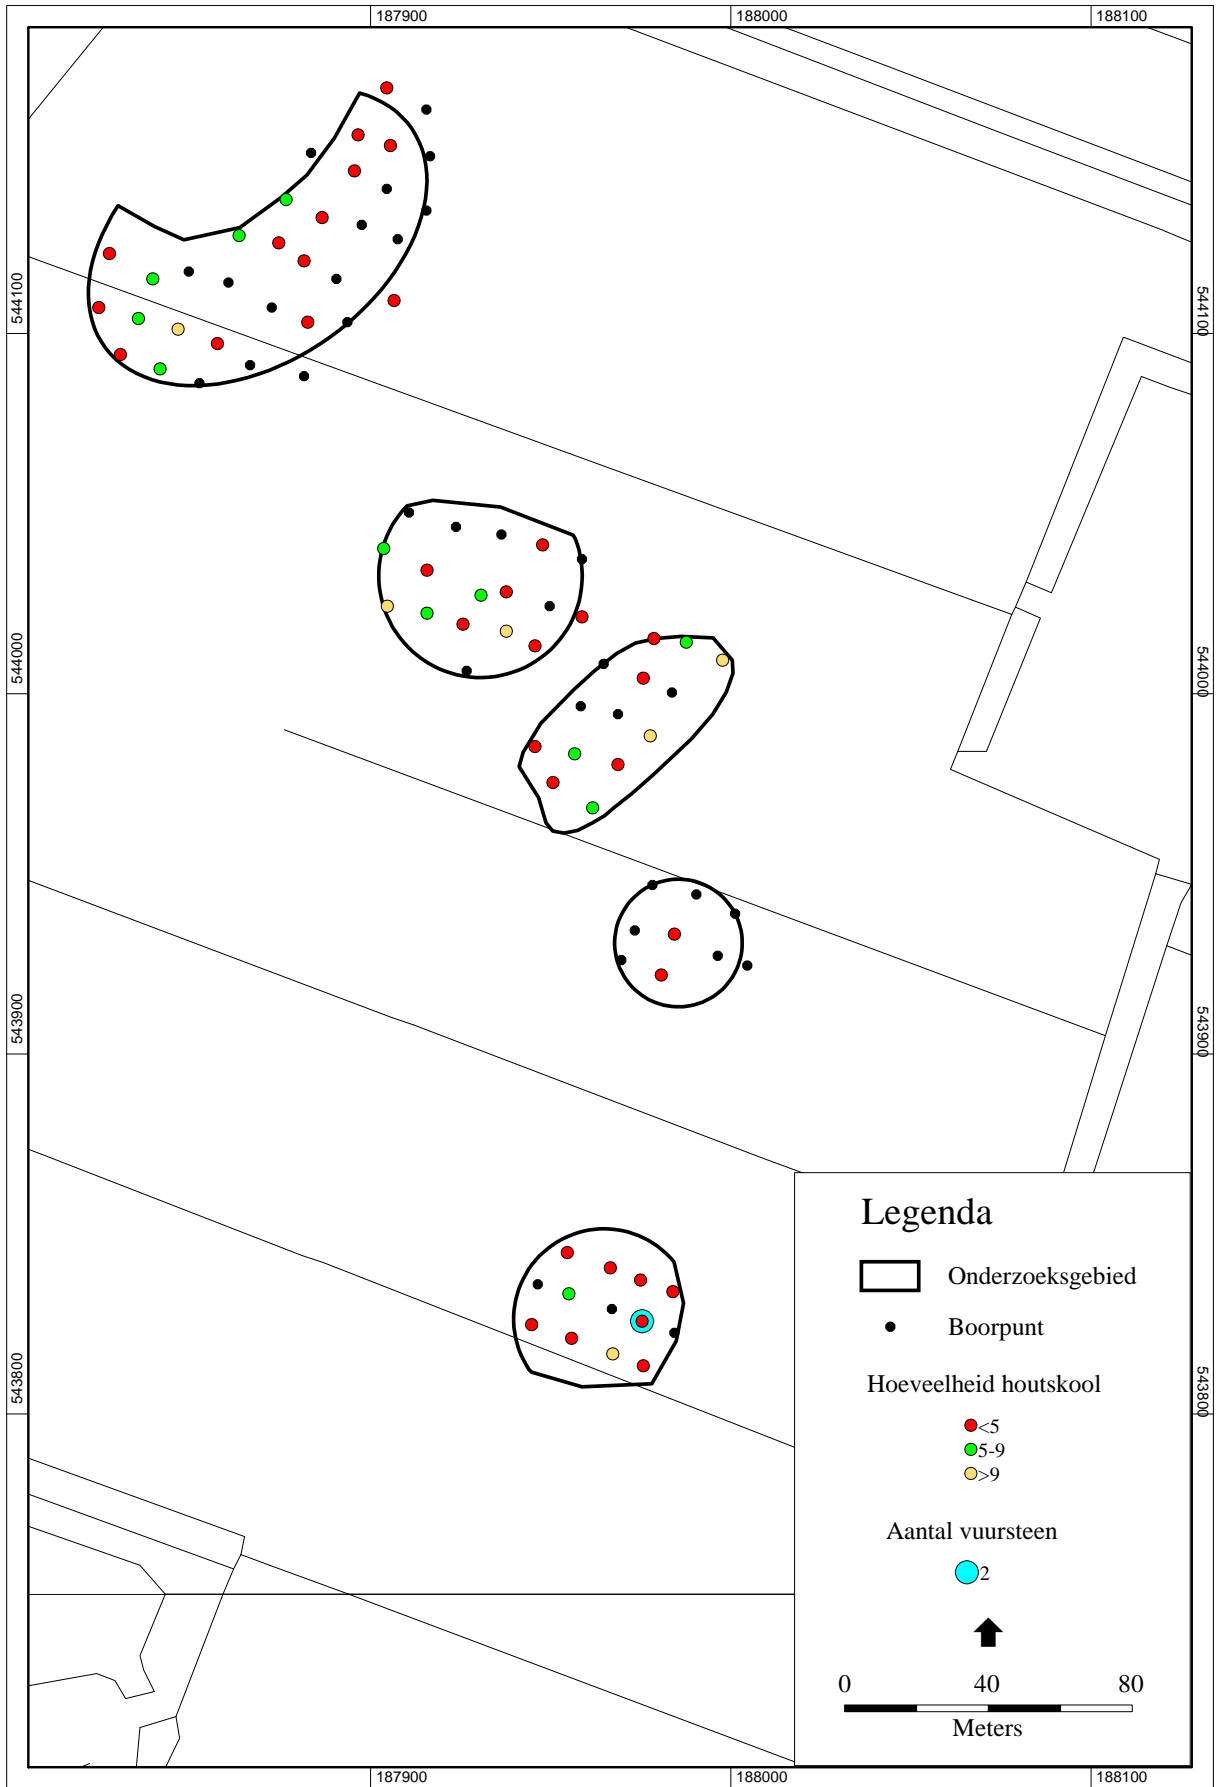 187900
188000
188100
544100
544100
544000
544000
543900
543900
543800
543800
Legenda
Onderzoeksgebied
Boorpunt
Hoeveelheid houtskool
<5
5-9
>9
Aantal vuursteen
2
0 40 80
Meters
187900
188000
188100